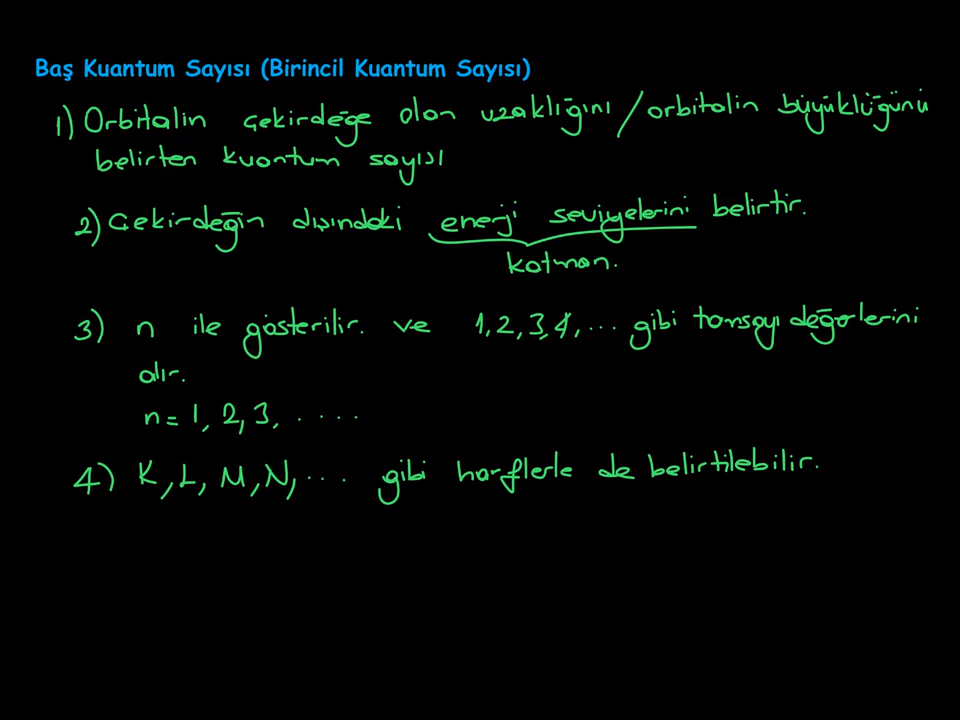 Baş Kuantum Sayısı (Birincil Kuantum Sayısı)
1) Orbitalin çekirdeğe olan uzaklığını / orbitalin büyüklüğünü
belirten kuantum sayısı
2) Çekirdeğin dışındaki enerji seviyelerini belirtir.
katman.
3) n ile gösterilir. ve 1, 2, 3, 4, ... gibi tamsayı değerlerini
alır.
n = 1, 2, 3, ....
4) K, L, M, N, ... gibi harflerle de belirtilebilir.